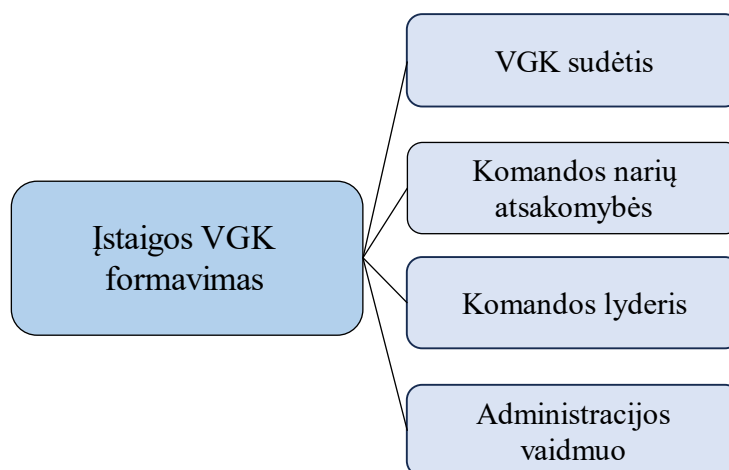 Įstaigos VGK
formavimas
VGK sudėtis
Komandos narių
atsakomybės
Komandos lyderis
Administracijos
vaidmuo